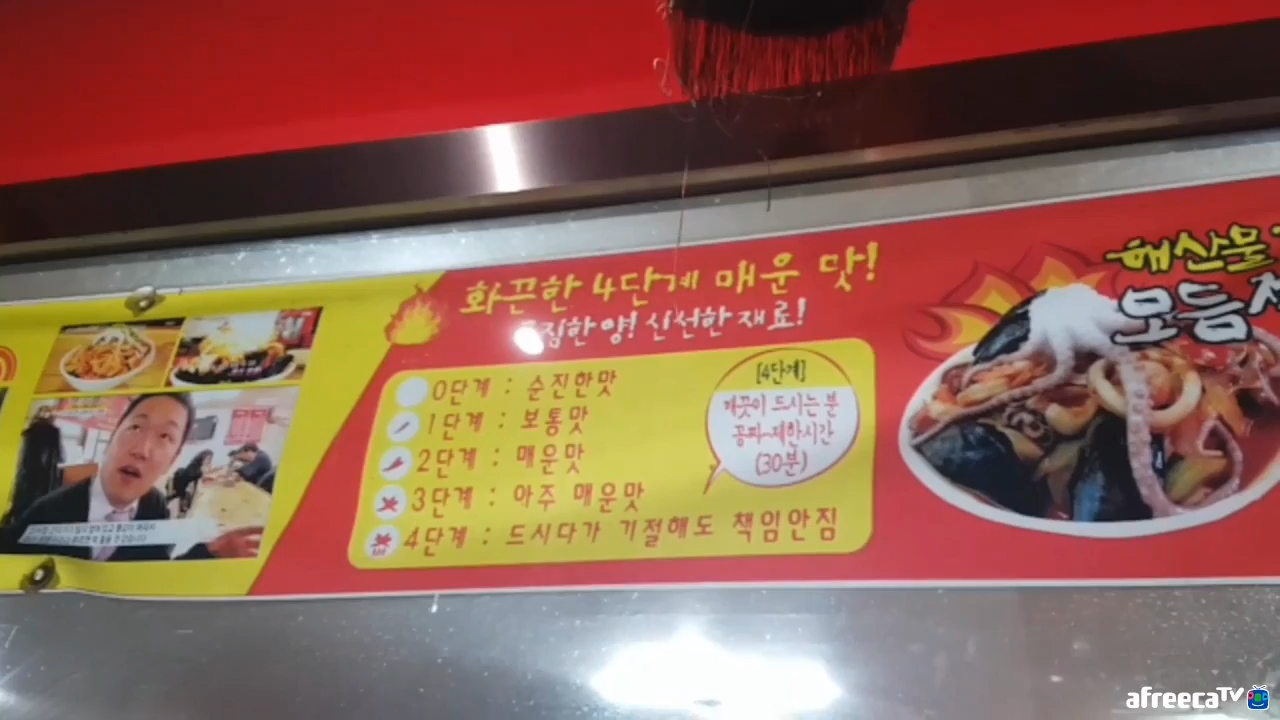 화끈한 4단계 매운 맛!
한양! 신선한 재료!
0단계 : 순진한맛
1단계 : 보통맛
2단계 : 매운맛
3단계 : 아주 매운맛
4단계 : 드시다가 기절해도 책임안짐
[4단계]
깨끗이 드시는 분
꽁짜~제한시간
(30분)
해산물
모듬
afreecaTV